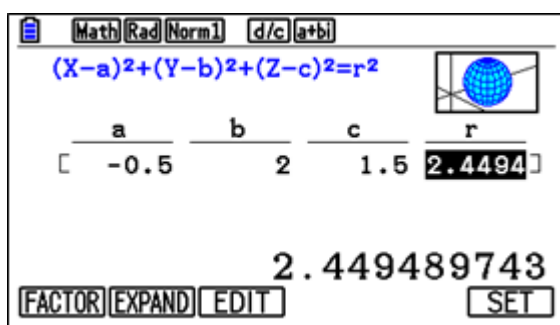 Math Rad Norm1 d/c a+bi
(X-a)²+(Y-b)²+(Z-c)²=r²
a b c r
[ -0.5 2 1.5 2.4494 ]
2.449489743
FACTOR EXPAND EDIT SET